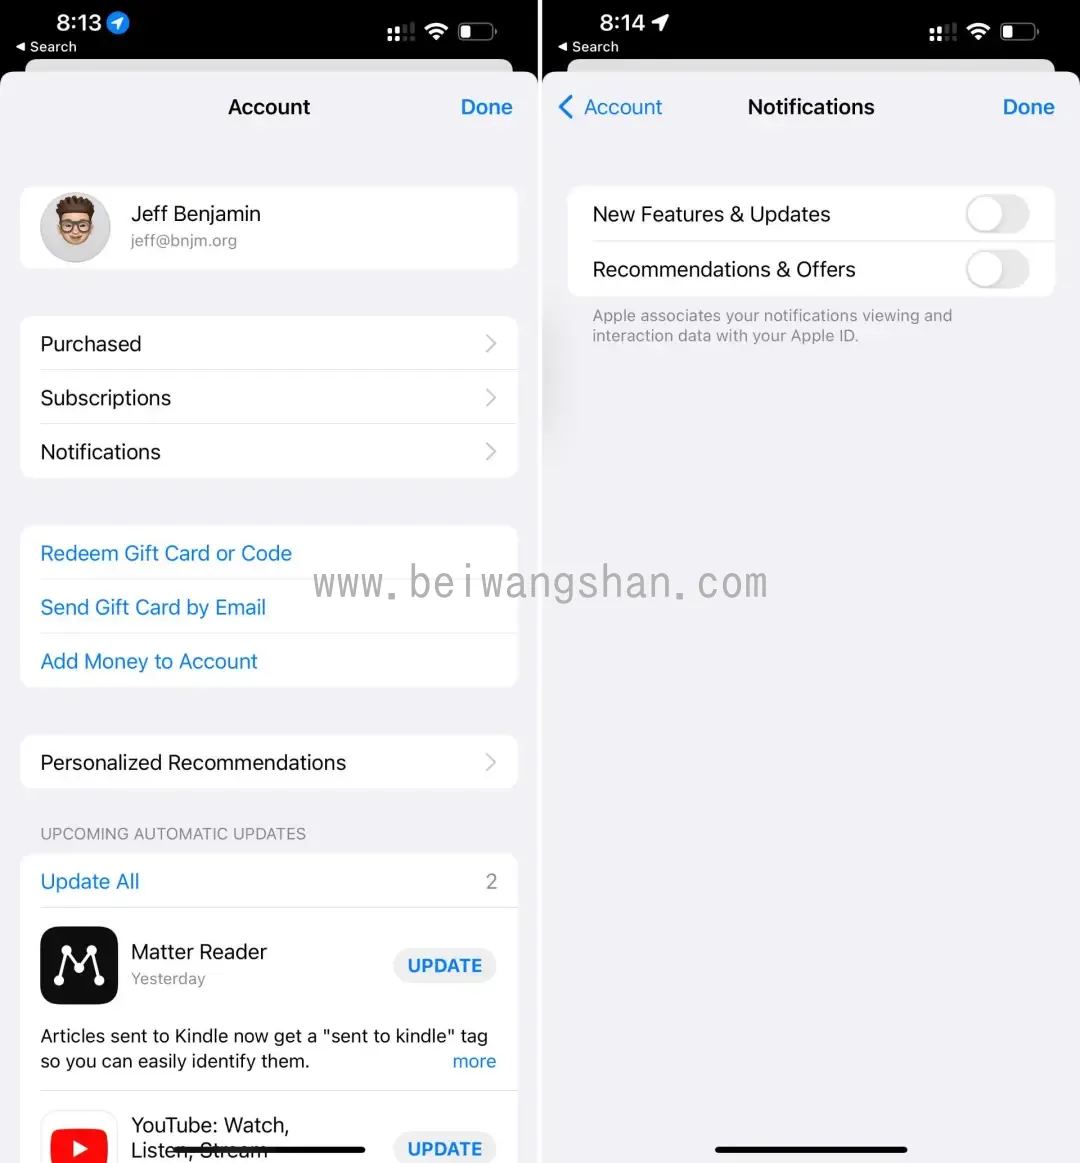 8:13
◀ Search
Account
Done
Jeff Benjamin
jeff@bnjm.org
Purchased
Subscriptions
Notifications
Redeem Gift Card or Code
Send Gift Card by Email
Add Money to Account
Personalized Recommendations
UPCOMING AUTOMATIC UPDATES
Update All
2
Matter Reader
Yesterday
UPDATE
Articles sent to Kindle now get a "sent to kindle" tag
so you can easily identify them.
more
YouTube: Watch,
Listen, Stream
UPDATE
8:14
◀ Search
Account
Notifications
Done
New Features & Updates
Recommendations & Offers
Apple associates your notifications viewing and
interaction data with your Apple ID.
www.beiwangshan.com